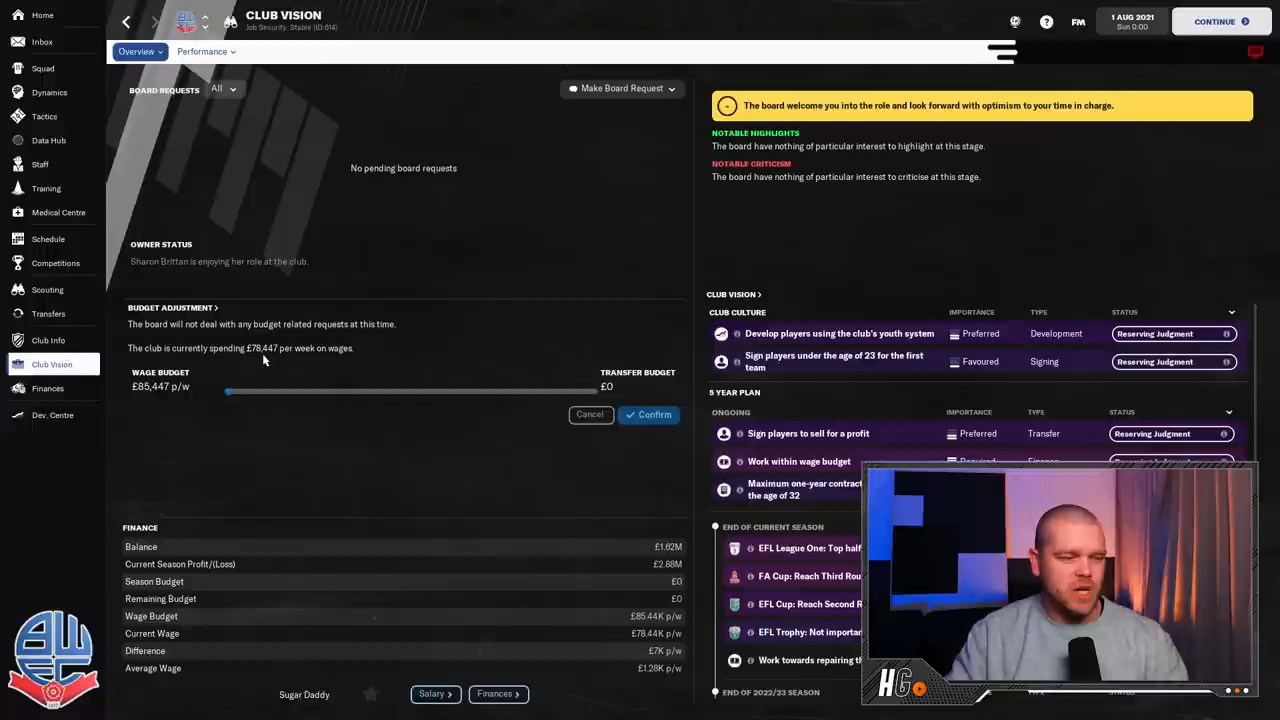 Home
CLUB VISION
Job Security: Stable (ID:614)
FM
1 AUG 2021
Sun 0:00
CONTINUE
Inbox
Overview
Performance
Squad
Dynamics
Tactics
Data Hub
Staff
Training
Medical Centre
Schedule
Competitions
Scouting
Transfers
Club Info
Club Vision
Finances
Dev. Centre
BOARD REQUESTS
All
Make Board Request
No pending board requests
OWNER STATUS
Sharon Brittan is enjoying her role at the club.
BUDGET ADJUSTMENT >
The board will not deal with any budget related requests at this time.
The club is currently spending £78,447 per week on wages.
WAGE BUDGET
£85,447 p/w
TRANSFER BUDGET
£0
Cancel
Confirm
FINANCE
Balance £1.62M
Current Season Profit/(Loss) £2.88M
Season Budget £0
Remaining Budget £0
Wage Budget £85.44K p/w
Current Wage £78.44K p/w
Difference £7K p/w
Average Wage £1.28K p/w
Sugar Daddy
Salary >
Finances >
The board welcome you into the role and look forward with optimism to your time in charge.
NOTABLE HIGHLIGHTS
The board have nothing of particular interest to highlight at this stage.
NOTABLE CRITICISM
The board have nothing of particular interest to criticise at this stage.
CLUB VISION >
CLUB CULTURE IMPORTANCE TYPE STATUS
Develop players using the club's youth system Preferred Development Reserving Judgment
Sign players under the age of 23 for the first
team
Favoured Signing Reserving Judgment
5 YEAR PLAN
ONGOING IMPORTANCE TYPE STATUS
Sign players to sell for a profit Preferred Transfer Reserving Judgment
Work within wage budget Required Finance Reserving Judgment
Maximum one-year contract
the age of 32
END OF CURRENT SEASON
EFL League One: Top half
FA Cup: Reach Third Rou
EFL Cup: Reach Second R
EFL Trophy: Not importan
Work towards repairing th
END OF 2022/23 SEASON
HG